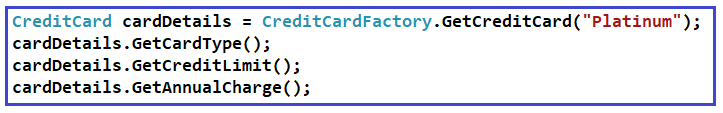 CreditCard cardDetails = CreditCardFactory.GetCreditCard("Platinum");
cardDetails.GetCardType();
cardDetails.GetCreditLimit();
cardDetails.GetAnnualCharge();